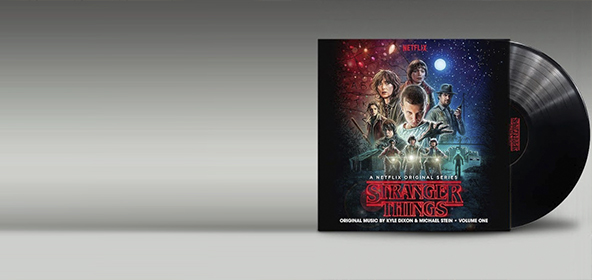 NETFLIX
A NETFLIX ORIGINAL SERIES
STRANGER
THINGS
ORIGINAL MUSIC BY KYLE DIXON & MICHAEL STEIN • VOLUME ONE